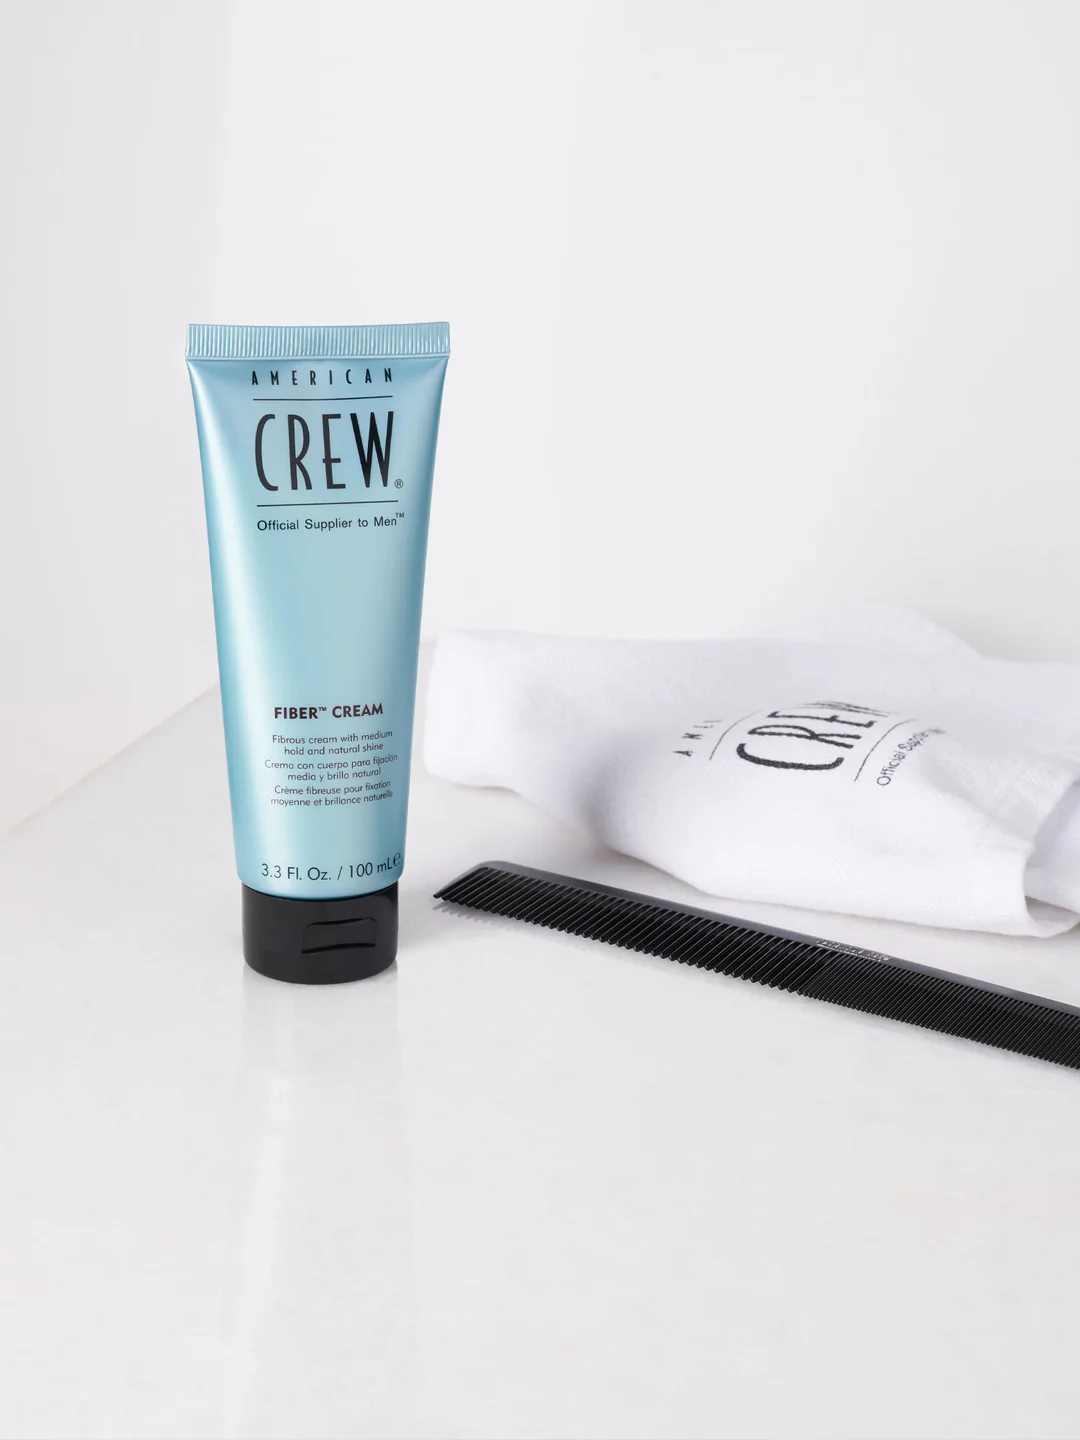 AMERICAN
CREW®
Official Supplier to Men™
FIBER™ CREAM
Fibrous cream with medium
hold and natural shine
Crema con cuerpo para fijación
media y brillo natural
Crème fibreuse pour fixation
moyenne et brillance naturelle
3.3 Fl. Oz. / 100 mL℮
CREW
Official